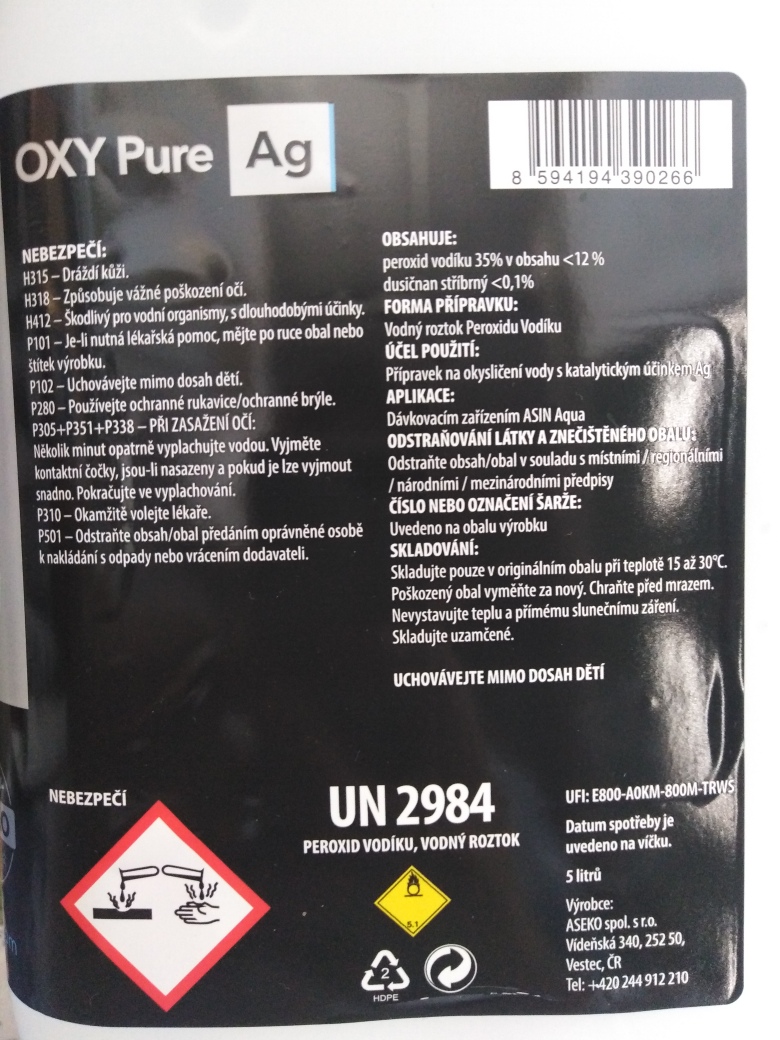 OXY Pure Ag
8 594194 390266
NEBEZPEČÍ:
H315 – Dráždí kůži.
H318 – Způsobuje vážné poškození očí.
H412 – Škodlivý pro vodní organismy, s dlouhodobými účinky.
P101 – Je-li nutná lékařská pomoc, mějte po ruce obal nebo
štítek výrobku.
P102 – Uchovávejte mimo dosah dětí.
P280 – Používejte ochranné rukavice/ochranné brýle.
P305+P351+P338 – PŘI ZASAŽENÍ OČÍ:
Několik minut opatrně vyplachujte vodou. Vyjměte
kontaktní čočky, jsou-li nasazeny a pokud je lze vyjmout
snadno. Pokračujte ve vyplachování.
P310 – Okamžitě volejte lékaře.
P501 – Odstraňte obsah/obal předáním oprávněné osobě
k nakládání s odpady nebo vrácením dodavateli.
OBSAHUJE:
peroxid vodíku 35% v obsahu <12 %
dusičnan stříbrný <0,1%
FORMA PŘÍPRAVKU:
Vodný roztok Peroxidu Vodíku
ÚČEL POUŽITÍ:
Přípravek na okysličení vody s katalytickým účinkem Ag
APLIKACE:
Dávkovacím zařízením ASIN Aqua
ODSTRAŇOVÁNÍ LÁTKY A ZNEČIŠTĚNÉHO OBALU:
Odstraňte obsah/obal v souladu s místními / regionálními
/ národními / mezinárodními předpisy
ČÍSLO NEBO OZNAČENÍ ŠARŽE:
Uvedeno na obalu výrobku
SKLADOVÁNÍ:
Skladujte pouze v originálním obalu při teplotě 15 až 30°C.
Poškozený obal vyměňte za nový. Chraňte před mrazem.
Nevystavujte teplu a přímému slunečnímu záření.
Skladujte uzamčené.
UCHOVÁVEJTE MIMO DOSAH DĚTÍ
NEBEZPEČÍ
UN 2984
PEROXID VODÍKU, VODNÝ ROZTOK
5.1
2
HDPE
UFI: E800-A0KM-800M-TRWS
Datum spotřeby je
uvedeno na víčku.
5 litrů
Výrobce:
ASEKO spol. s r.o.
Vídeňská 340, 252 50,
Vestec, ČR
Tel: +420 244 912 210